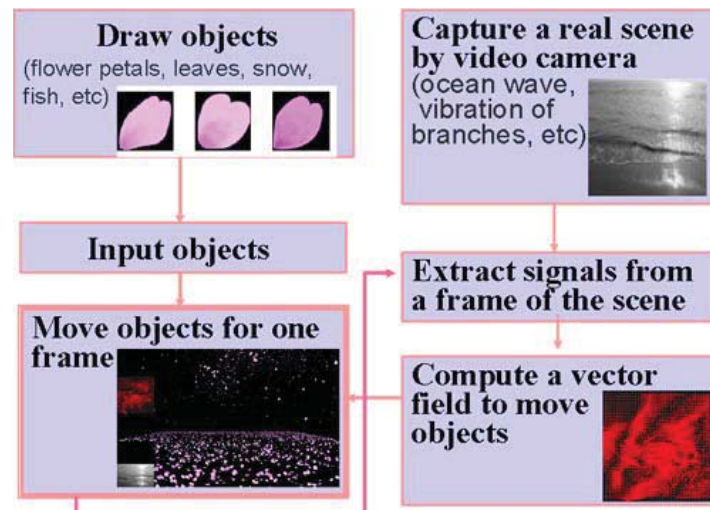 Draw objects
(flower petals, leaves, snow,
fish, etc)
Input objects
Move objects for one
frame
Capture a real scene
by video camera
(ocean wave,
vibration of
branches, etc)
Extract signals from
a frame of the scene
Compute a vector
field to move
objects